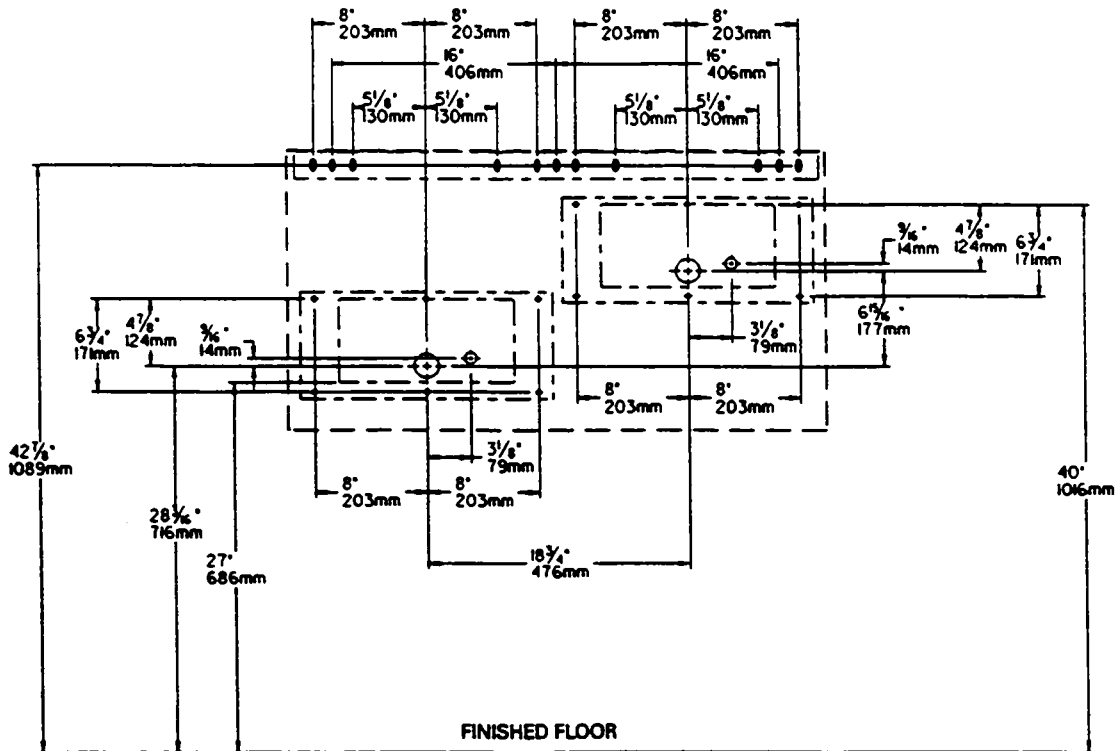 8"
203mm
8"
203mm
8"
203mm
8"
203mm
16"
406mm
16"
406mm
5⅛"
130mm
5⅛"
130mm
5⅛"
130mm
5⅛"
130mm
9/16"
14mm
4⅞"
124mm
6¾"
171mm
6¾"
171mm
4⅞"
124mm
9/16"
14mm
6 15/16"
177mm
3⅛"
79mm
8"
203mm
8"
203mm
42⅞"
1089mm
3⅛"
79mm
8"
203mm
8"
203mm
40"
1016mm
28 3/16"
716mm
27"
686mm
18¾"
476mm
FINISHED FLOOR